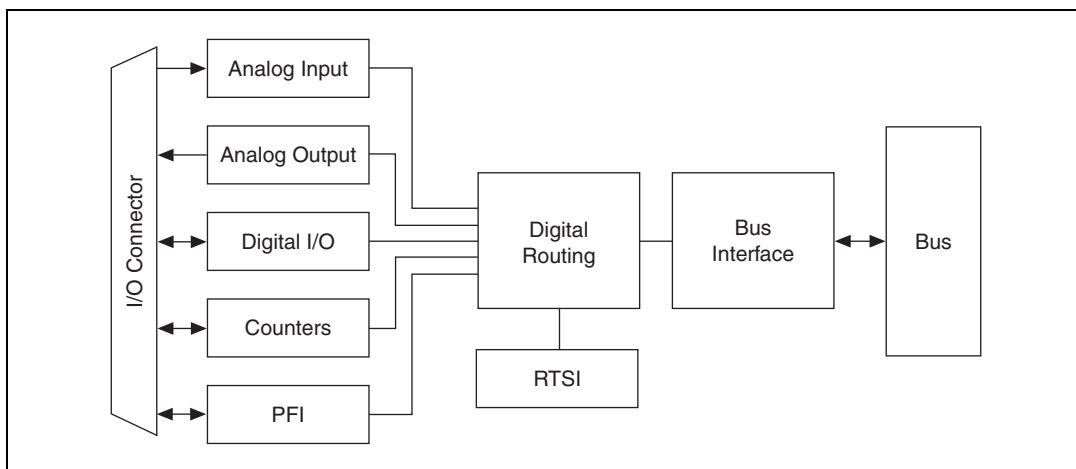 I/O Connector
Analog Input
Analog Output
Digital I/O
Counters
PFI
Digital
Routing
RTSI
Bus
Interface
Bus